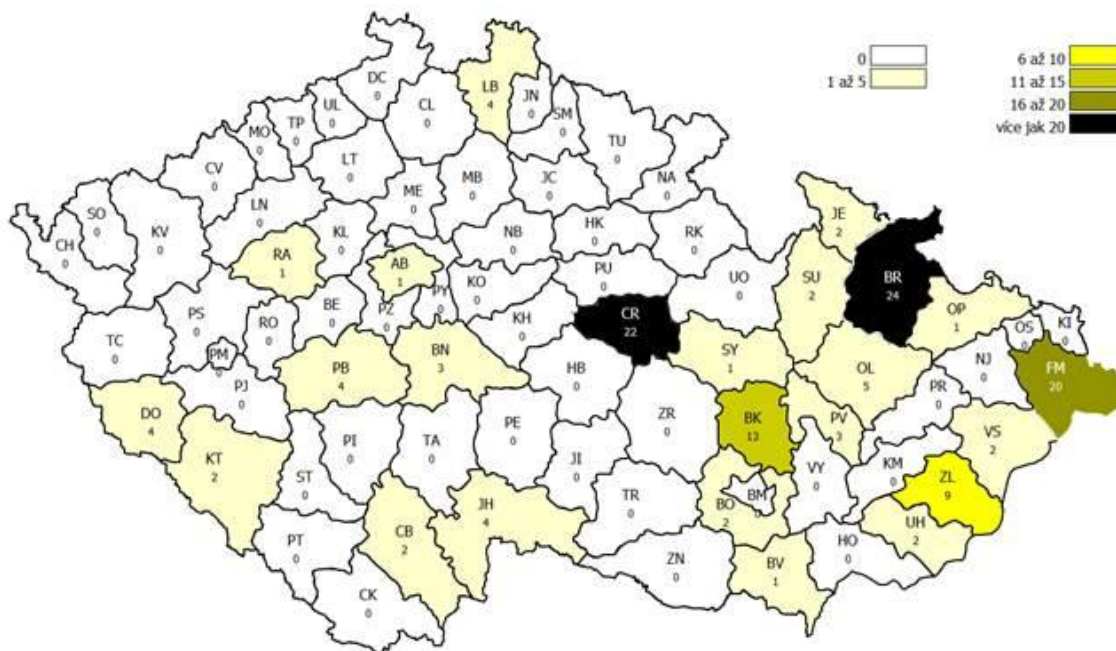 0
1 až 5
6 až 10
11 až 15
16 až 20
více jak 20
DC
0
LB
4
JN
0
UL
0
CL
0
SM
0
TP
0
MO
0
TU
0
CV
0
LT
0
ME
0
MB
0
JC
0
NA
0
SO
0
LN
0
KV
0
CH
0
KL
0
NB
0
HK
0
RK
0
JE
2
RA
1
AB
1
PY
0
KO
0
PU
0
UO
0
SU
2
BR
24
PS
0
RO
0
BE
0
PZ
0
KH
0
CR
22
OP
1
OS
0
KI
0
TC
0
PM
0
PJ
0
PB
4
BN
3
HB
0
SY
1
OL
5
PR
0
NJ
0
FM
20
DO
4
KT
2
PI
0
TA
0
PE
0
ZR
0
BK
13
PV
3
VS
2
ST
0
JI
0
VY
0
KM
0
ZL
9
JH
4
TR
0
BO
2
BM
0
PT
0
CB
2
UH
2
HO
0
CK
0
ZN
0
BV
1